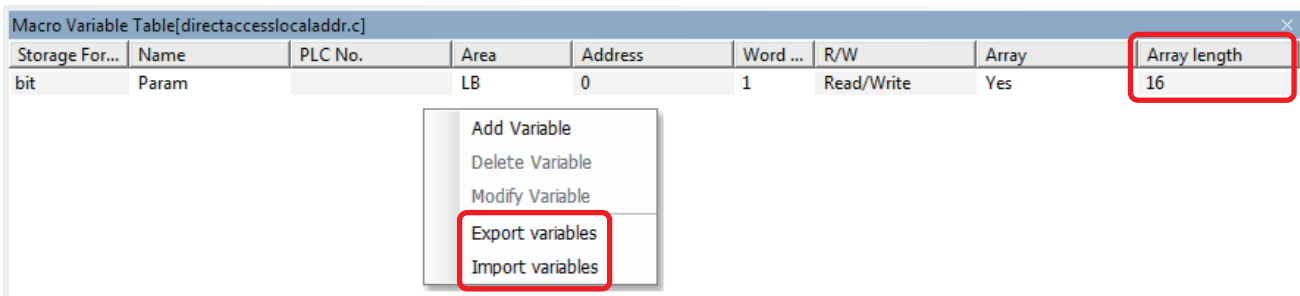 Macro Variable Table[directaccesslocaladdr.c]
Storage For... Name PLC No. Area Address Word ... R/W Array Array length
bit Param LB 0 1 Read/Write Yes 16
Add Variable
Delete Variable
Modify Variable
Export variables
Import variables